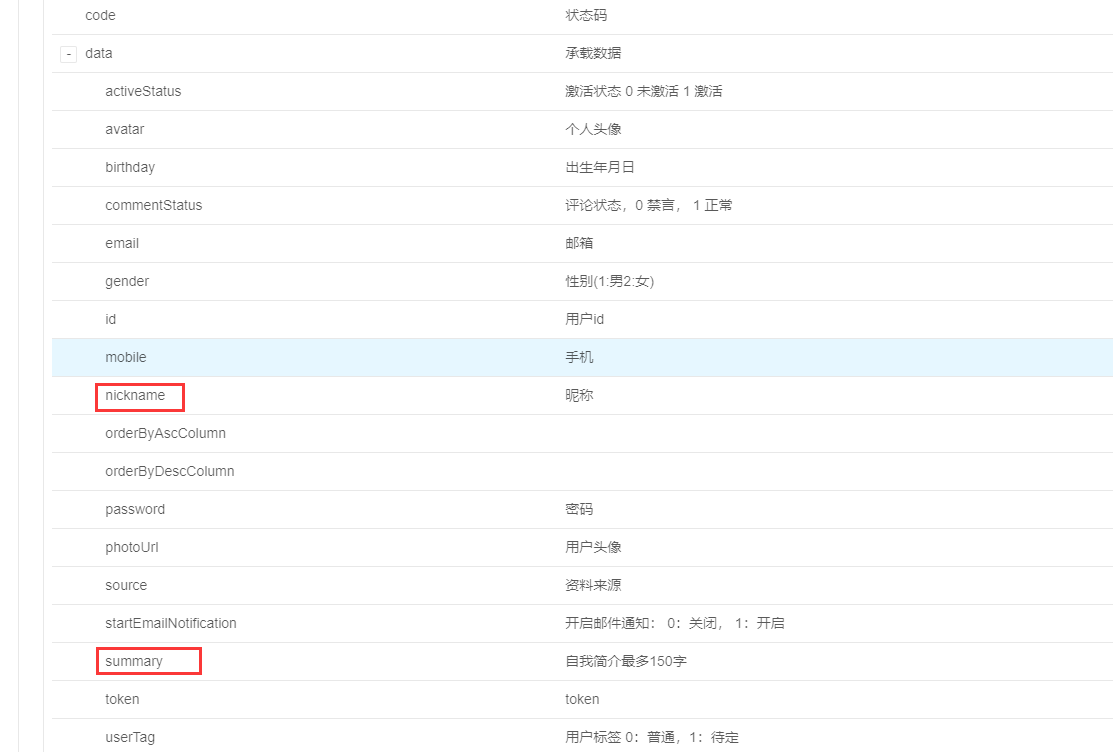 code 状态码
- data 承载数据
activeStatus 激活状态 0 未激活 1 激活
avatar 个人头像
birthday 出生年月日
commentStatus 评论状态，0 禁言， 1 正常
email 邮箱
gender 性别(1:男2:女)
id 用户id
mobile 手机
nickname 昵称
orderByAscColumn
orderByDescColumn
password 密码
photoUrl 用户头像
source 资料来源
startEmailNotification 开启邮件通知： 0：关闭， 1：开启
summary 自我简介最多150字
token token
userTag 用户标签 0：普通，1：待定